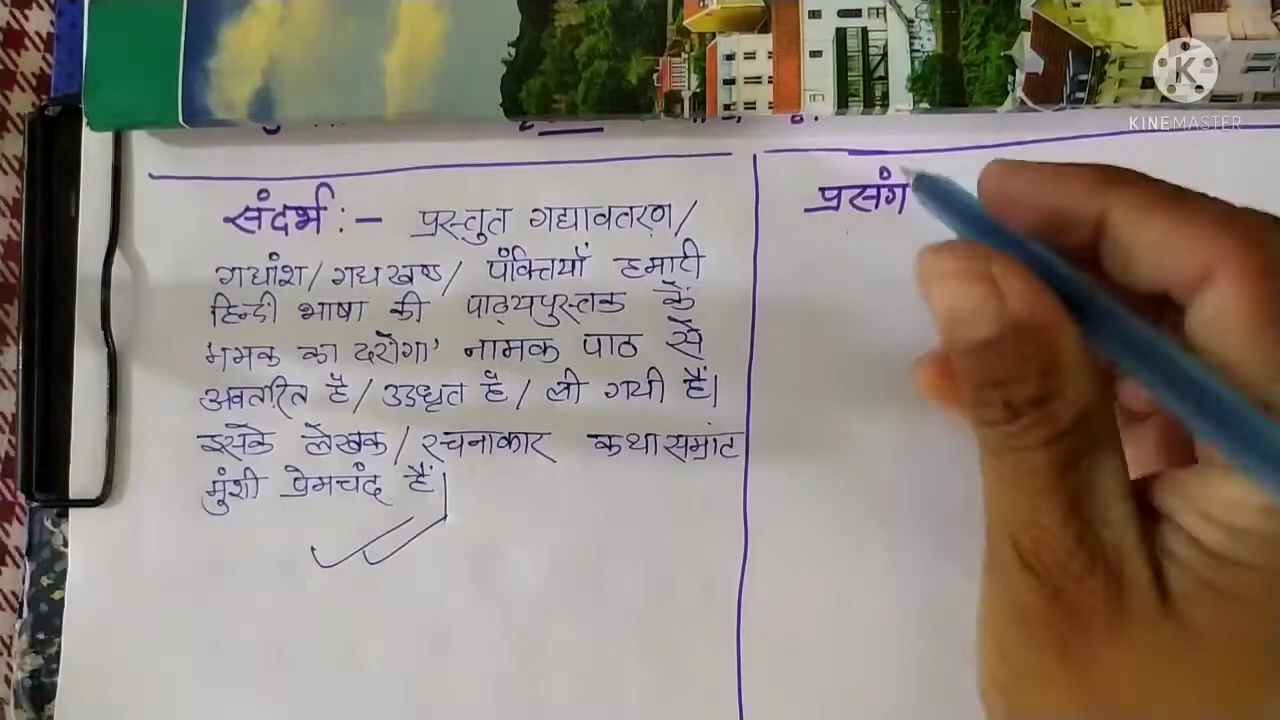 संदर्भ :- प्रस्तुत गद्यावतरण /
गद्यांश / गद्यखण्ड / पंक्तियाँ हमारी
हिन्दी भाषा की पाठ्यपुस्तक कें
'नमक का दरोगा' नामक पाठ से
अवतरित है / उद्धृत है / ली गयी हैं।
इसके लेखक / रचनाकार कथासम्राट
मुंशी प्रेमचंद हैं।
प्रसंग
K
KINEMASTER